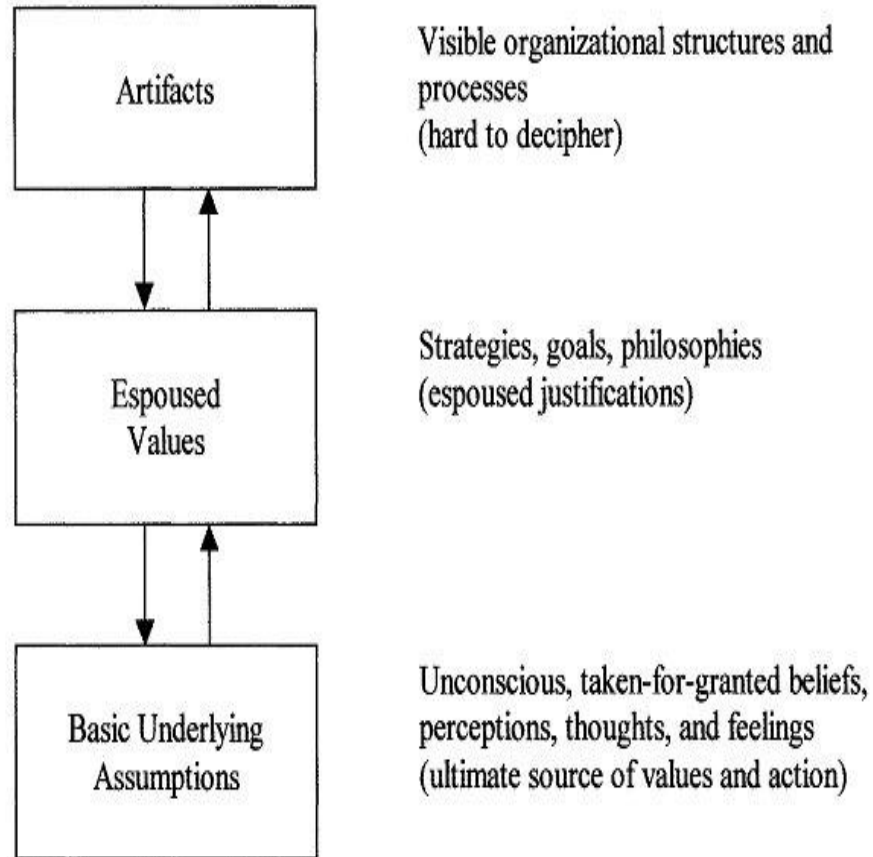 Artifacts
Visible organizational structures and
processes
(hard to decipher)
Espoused
Values
Strategies, goals, philosophies
(espoused justifications)
Basic Underlying
Assumptions
Unconscious, taken-for-granted beliefs,
perceptions, thoughts, and feelings
(ultimate source of values and action)